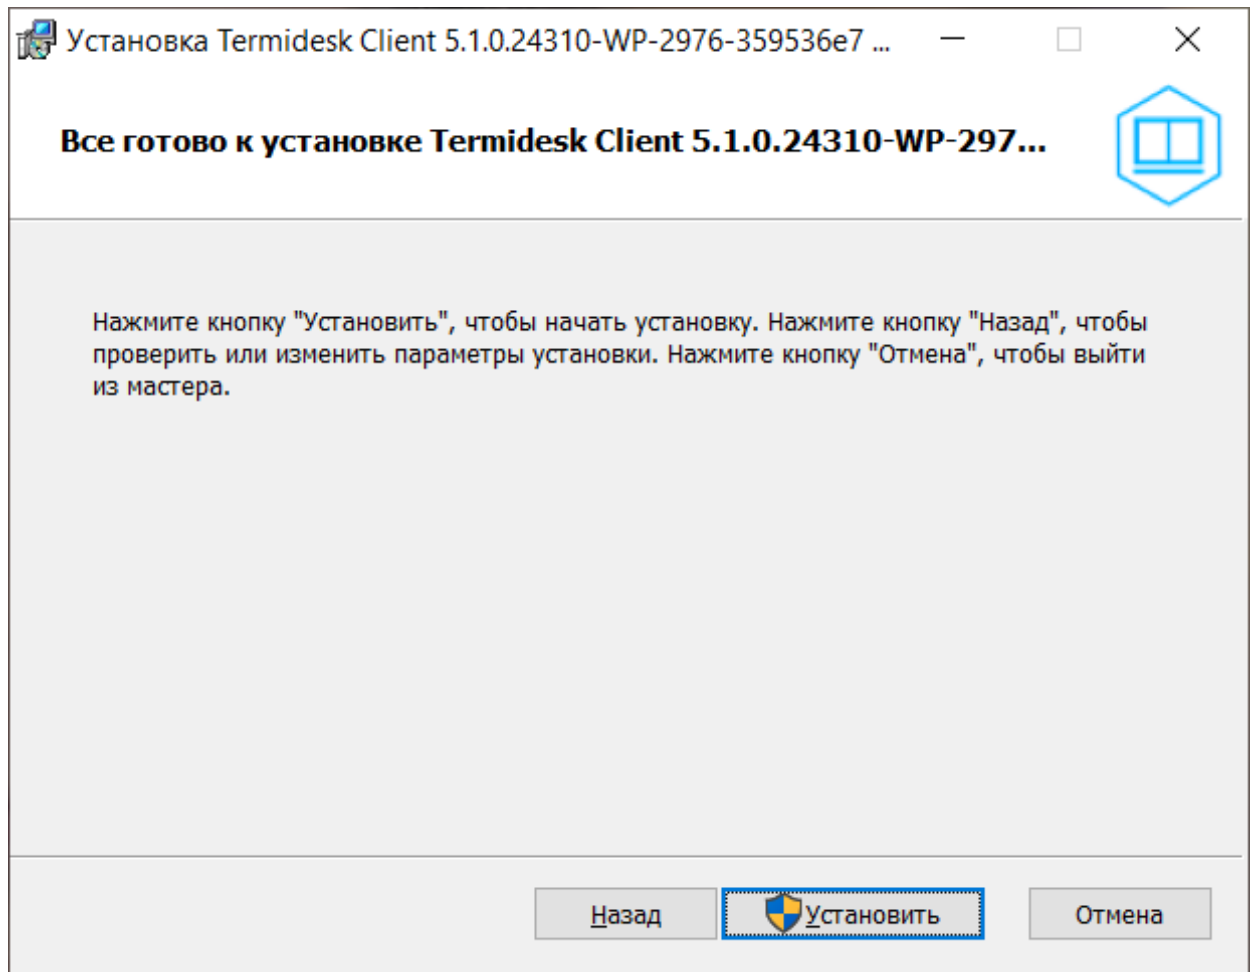 Установка Termidesk Client 5.1.0.24310-WP-2976-359536e7 ...
Все готово к установке Termidesk Client 5.1.0.24310-WP-297...
Нажмите кнопку "Установить", чтобы начать установку. Нажмите кнопку "Назад", чтобы
проверить или изменить параметры установки. Нажмите кнопку "Отмена", чтобы выйти
из мастера.
Назад
Установить
Отмена